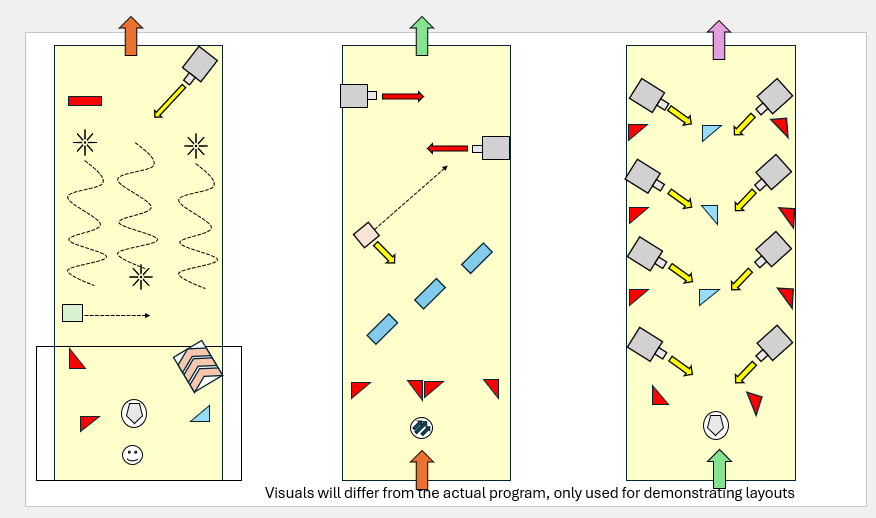 Visuals will differ from the actual program, only used for demonstrating layouts